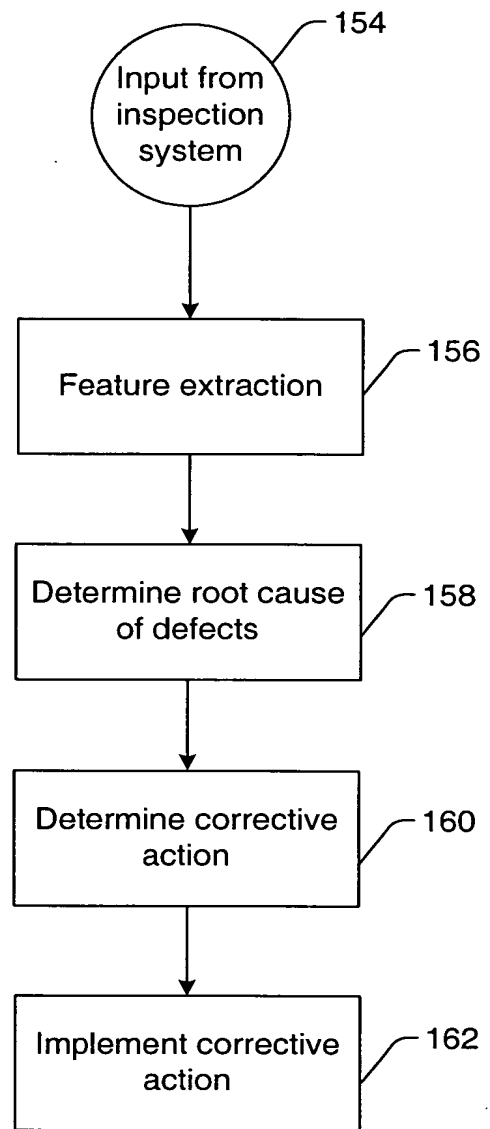 154
Input from
inspection
system
156
Feature extraction
Determine root cause
of defects
158
Determine corrective
action
160
Implement corrective
action
162